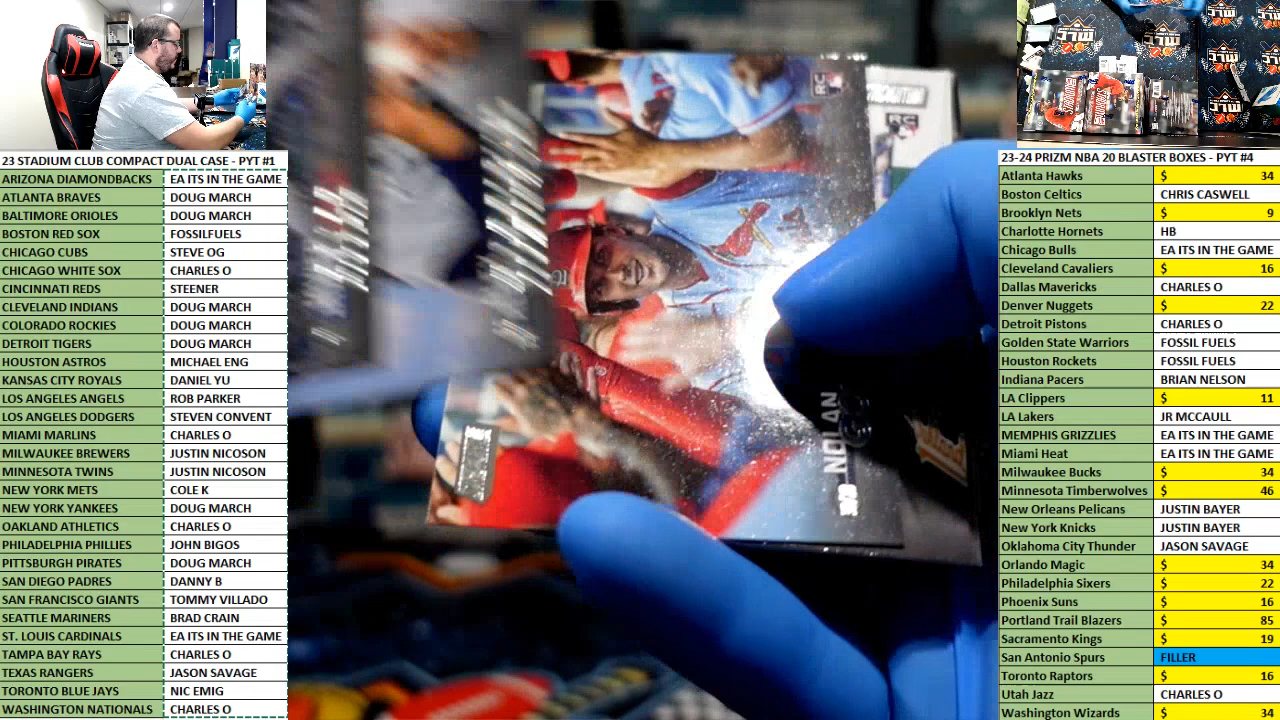 23 STADIUM CLUB COMPACT DUAL CASE - PYT #1
ARIZONA DIAMONDBACKS EA ITS IN THE GAME
ATLANTA BRAVES DOUG MARCH
BALTIMORE ORIOLES DOUG MARCH
BOSTON RED SOX FOSSILFUELS
CHICAGO CUBS STEVE OG
CHICAGO WHITE SOX CHARLES O
CINCINNATI REDS STEENER
CLEVELAND INDIANS DOUG MARCH
COLORADO ROCKIES DOUG MARCH
DETROIT TIGERS DOUG MARCH
HOUSTON ASTROS MICHAEL ENG
KANSAS CITY ROYALS DANIEL YU
LOS ANGELES ANGELS ROB PARKER
LOS ANGELES DODGERS STEVEN CONVENT
MIAMI MARLINS CHARLES O
MILWAUKEE BREWERS JUSTIN NICOSON
MINNESOTA TWINS JUSTIN NICOSON
NEW YORK METS COLE K
NEW YORK YANKEES DOUG MARCH
OAKLAND ATHLETICS CHARLES O
PHILADELPHIA PHILLIES JOHN BIGOS
PITTSBURGH PIRATES DOUG MARCH
SAN DIEGO PADRES DANNY B
SAN FRANCISCO GIANTS TOMMY VILLADO
SEATTLE MARINERS BRAD CRAIN
ST. LOUIS CARDINALS EA ITS IN THE GAME
TAMPA BAY RAYS CHARLES O
TEXAS RANGERS JASON SAVAGE
TORONTO BLUE JAYS NIC EMIG
WASHINGTON NATIONALS CHARLES O
RC
RC
NOLAN
23-24 PRIZM NBA 20 BLASTER BOXES - PYT #4
Atlanta Hawks $ 34
Boston Celtics CHRIS CASWELL
Brooklyn Nets $ 9
Charlotte Hornets HB
Chicago Bulls EA ITS IN THE GAME
Cleveland Cavaliers $ 16
Dallas Mavericks CHARLES O
Denver Nuggets $ 22
Detroit Pistons CHARLES O
Golden State Warriors FOSSIL FUELS
Houston Rockets FOSSIL FUELS
Indiana Pacers BRIAN NELSON
LA Clippers $ 11
LA Lakers JR MCCAULL
MEMPHIS GRIZZLIES EA ITS IN THE GAME
Miami Heat EA ITS IN THE GAME
Milwaukee Bucks $ 34
Minnesota Timberwolves $ 46
New Orleans Pelicans JUSTIN BAYER
New York Knicks JUSTIN BAYER
Oklahoma City Thunder JASON SAVAGE
Orlando Magic $ 34
Philadelphia Sixers $ 22
Phoenix Suns $ 16
Portland Trail Blazers $ 85
Sacramento Kings $ 19
San Antonio Spurs FILLER
Toronto Raptors $ 16
Utah Jazz CHARLES O
Washington Wizards $ 34